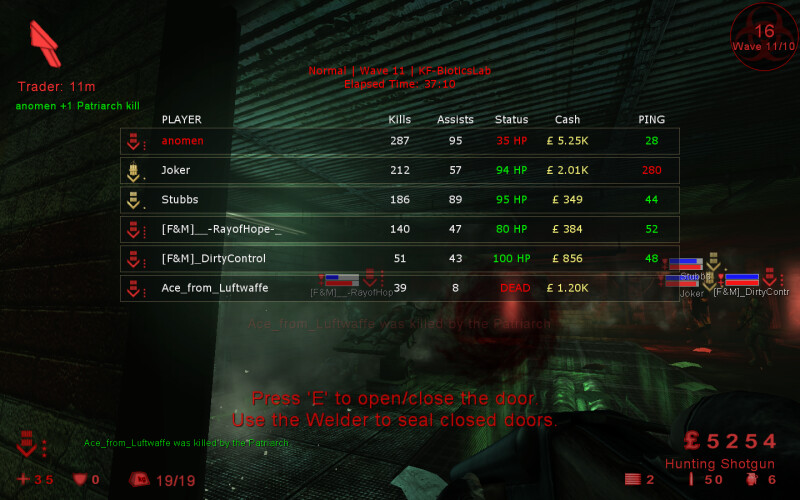 16
Wave 11/10
Trader: 11m
anomen +1 Patriarch kill
Normal | Wave 11 | KF-BioticsLab
Elapsed Time: 37:10
PLAYER Kills Assists Status Cash PING
anomen 287 95 35 HP £ 5.25K 28
Joker 212 57 94 HP £ 2.01K 280
Stubbs 186 89 95 HP £ 349 44
[F&M]__-RayofHope-_ 140 47 80 HP £ 384 52
[F&M]_DirtyControl 51 43 100 HP £ 856 48
Ace_from_Luftwaffe 39 8 DEAD £ 1.20K
[F&M]__-RayofHop
Stubbs
Joker
[F&M]_DirtyContr
Ace_from_Luftwaffe was killed by the Patriarch
Press 'E' to open/close the door.
Use the Welder to seal closed doors.
Ace_from_Luftwaffe was killed by the Patriarch
£5254
Hunting Shotgun
35 0 19/19 2 50 6